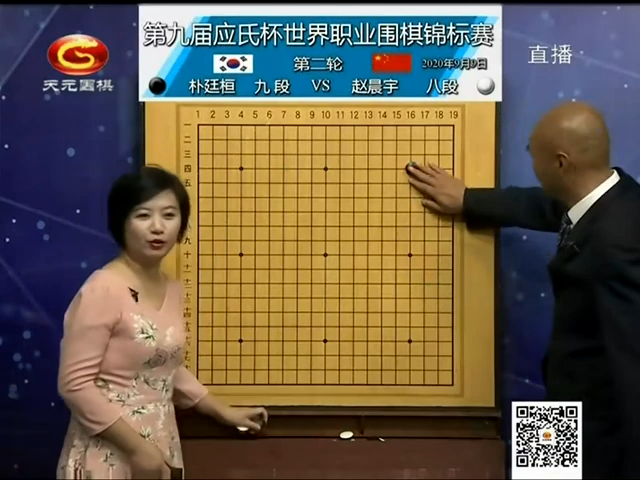 第九届应氏杯世界职业围棋锦标赛
直播
第二轮
2020年9月9日
天元围棋
朴廷桓 九段 VS 赵晨宇 八段
1 2 3 4 5 6 7 8 9 10 11 12 13 14 15 16 17 18 19
一
二
三
四
五
九
十